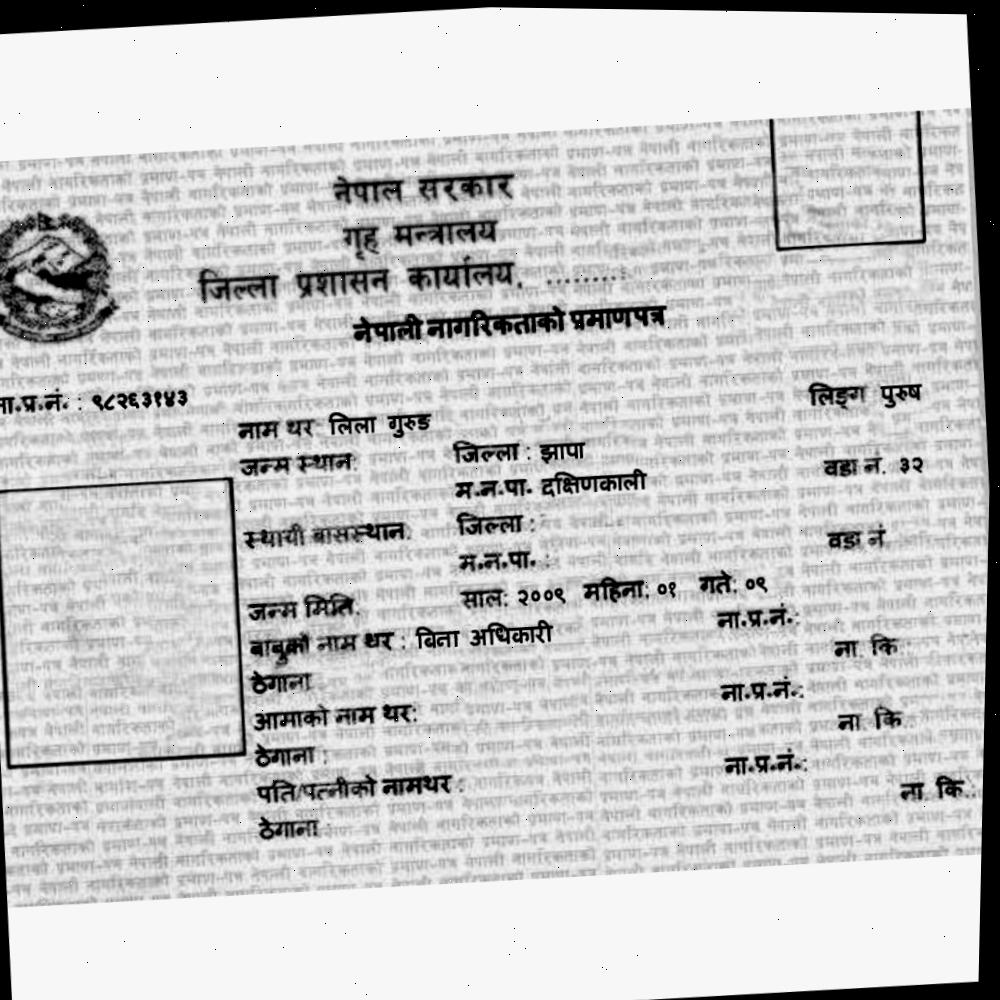 नेपाल सरकार
गृह मन्त्रालय
जिल्ला प्रशासन कार्यालय, .........
नेपाली नागरिकताको प्रमाणपत्र
ना.प्र.नं. : ९८२६३१४३
लिङ्ग पुरुष
नाम थर लिला गुरुङ
जन्म स्थान: जिल्ला : झापा
म.न.पा. दक्षिणकाली वडा नं. ३२
स्थायी बासस्थान: जिल्ला :
म.न.पा. : वडा नं
जन्म मिति: साल: २००९ महिना: ०१ गते: ०९
बाबुको नाम थर : बिना अधिकारी ना.प्र.नं.:
ठेगाना ना. कि.:
आमाको नाम थर: ना.प्र.नं.:
ठेगाना : ना. कि.
पति/पत्नीको नामथर : ना.प्र.नं.:
ठेगाना : ना. कि.: